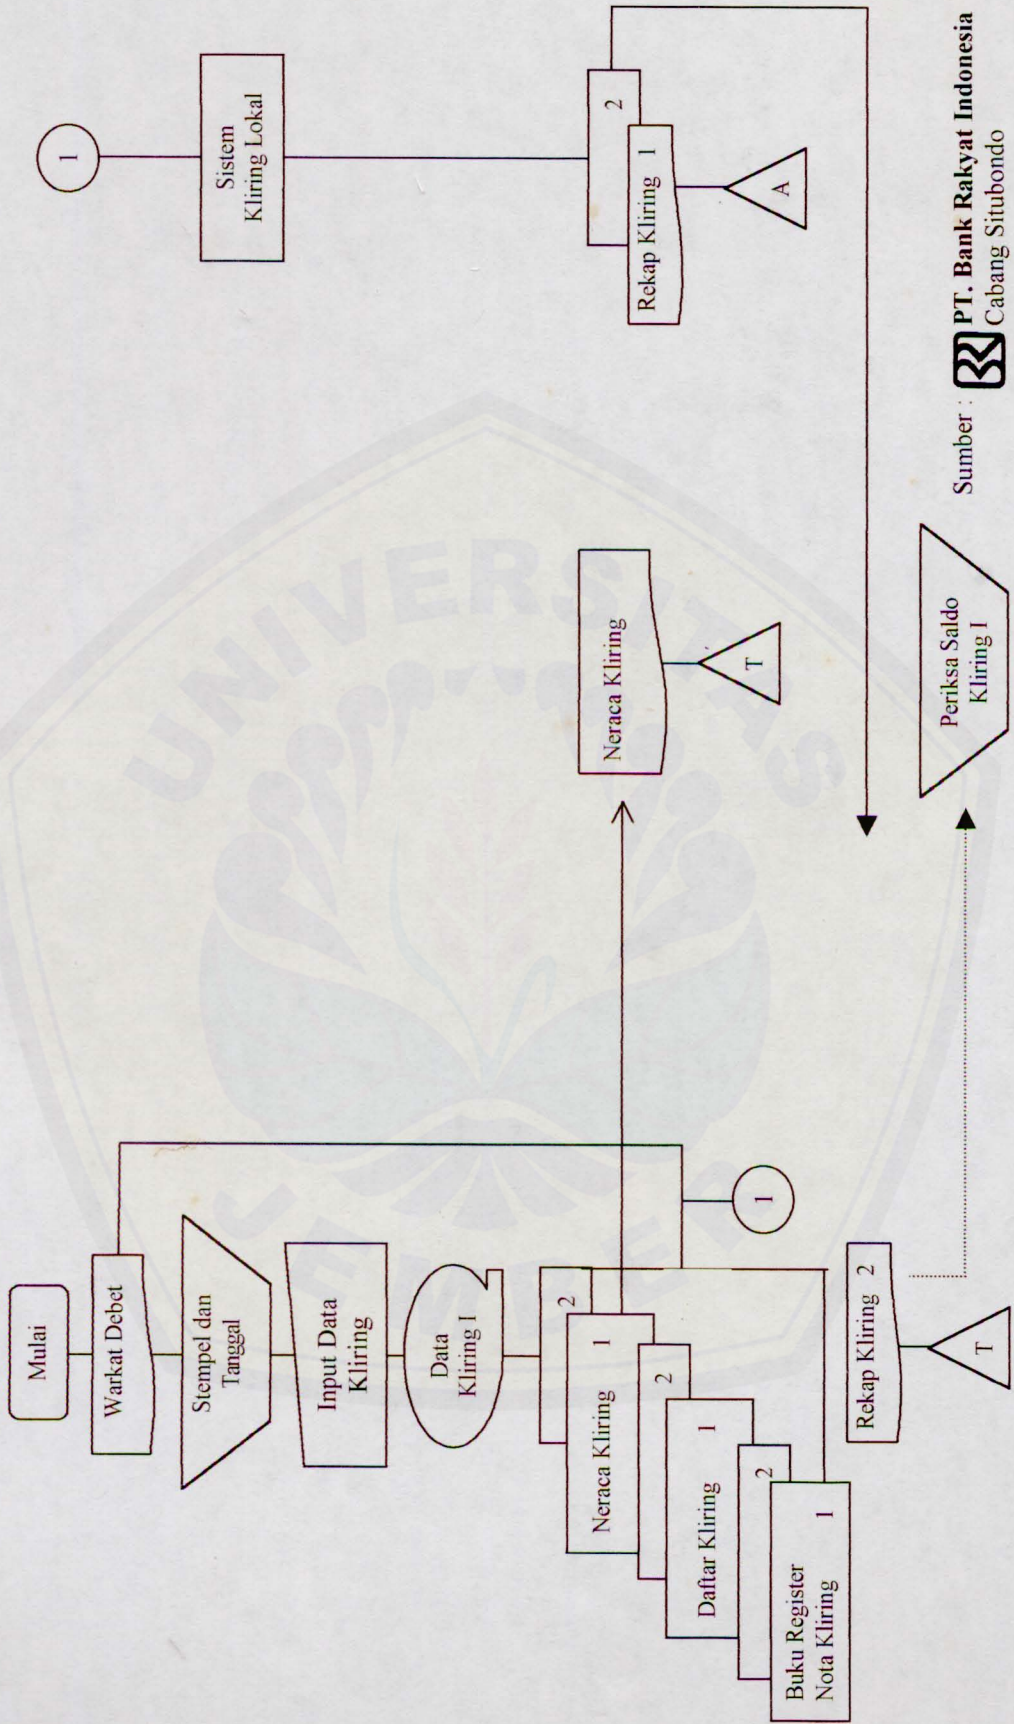 Mulai
Warkat Debet
Stempel dan
Tanggal
Input Data
Kliring
Data
Kliring I
2
Neraca Kliring 1
2
Daftar Kliring 1
2
Buku Register
Nota Kliring 1
1
Rekap Kliring 2
T
Neraca Kliring
T
Periksa Saldo
Kliring I
1
Sistem
Kliring Lokal
2
Rekap Kliring 1
A
Sumber : PT. Bank Rakyat Indonesia
Cabang Situbondo
UNIVERSITAS
JEMBER